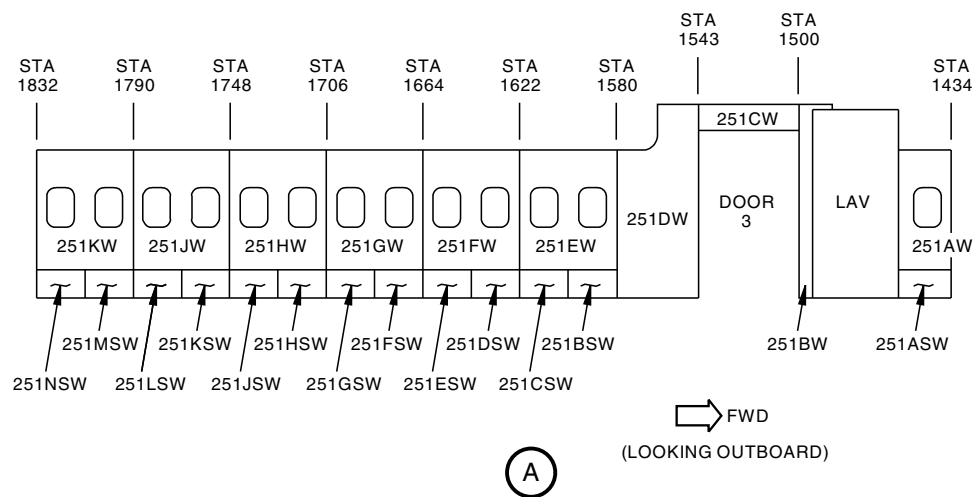 STA
1543
STA
1500
STA
1832
STA
1790
STA
1748
STA
1706
STA
1664
STA
1622
STA
1580
STA
1434
251CW
251KW
251JW
251HW
251GW
251FW
251EW
251DW
DOOR
3
LAV
251AW
251MSW
251KSW
251HSW
251FSW
251DSW
251BSW
251BW
251ASW
251NSW
251LSW
251JSW
251GSW
251ESW
251CSW
FWD
(LOOKING OUTBOARD)
A